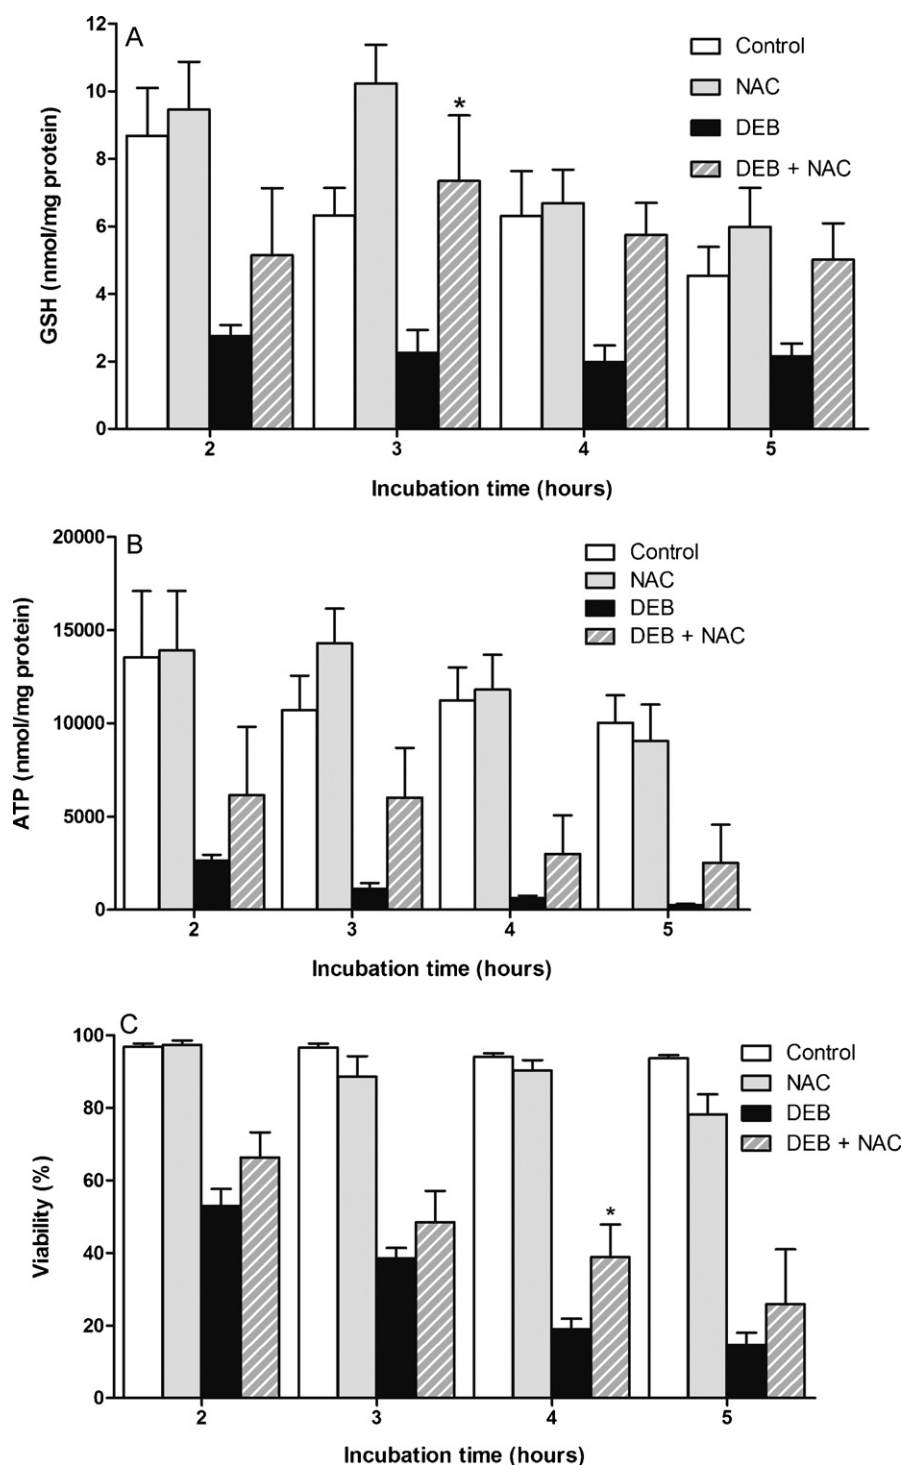 A
12
10
8
6
4
2
0
GSH (nmol/mg protein)
Control
NAC
DEB
DEB + NAC
*
2 3 4 5
Incubation time (hours)
B
20000
15000
10000
5000
0
ATP (nmol/mg protein)
Control
NAC
DEB
DEB + NAC
2 3 4 5
Incubation time (hours)
C
100
80
60
40
20
0
Viability (%)
Control
NAC
DEB
DEB + NAC
*
2 3 4 5
Incubation time (hours)